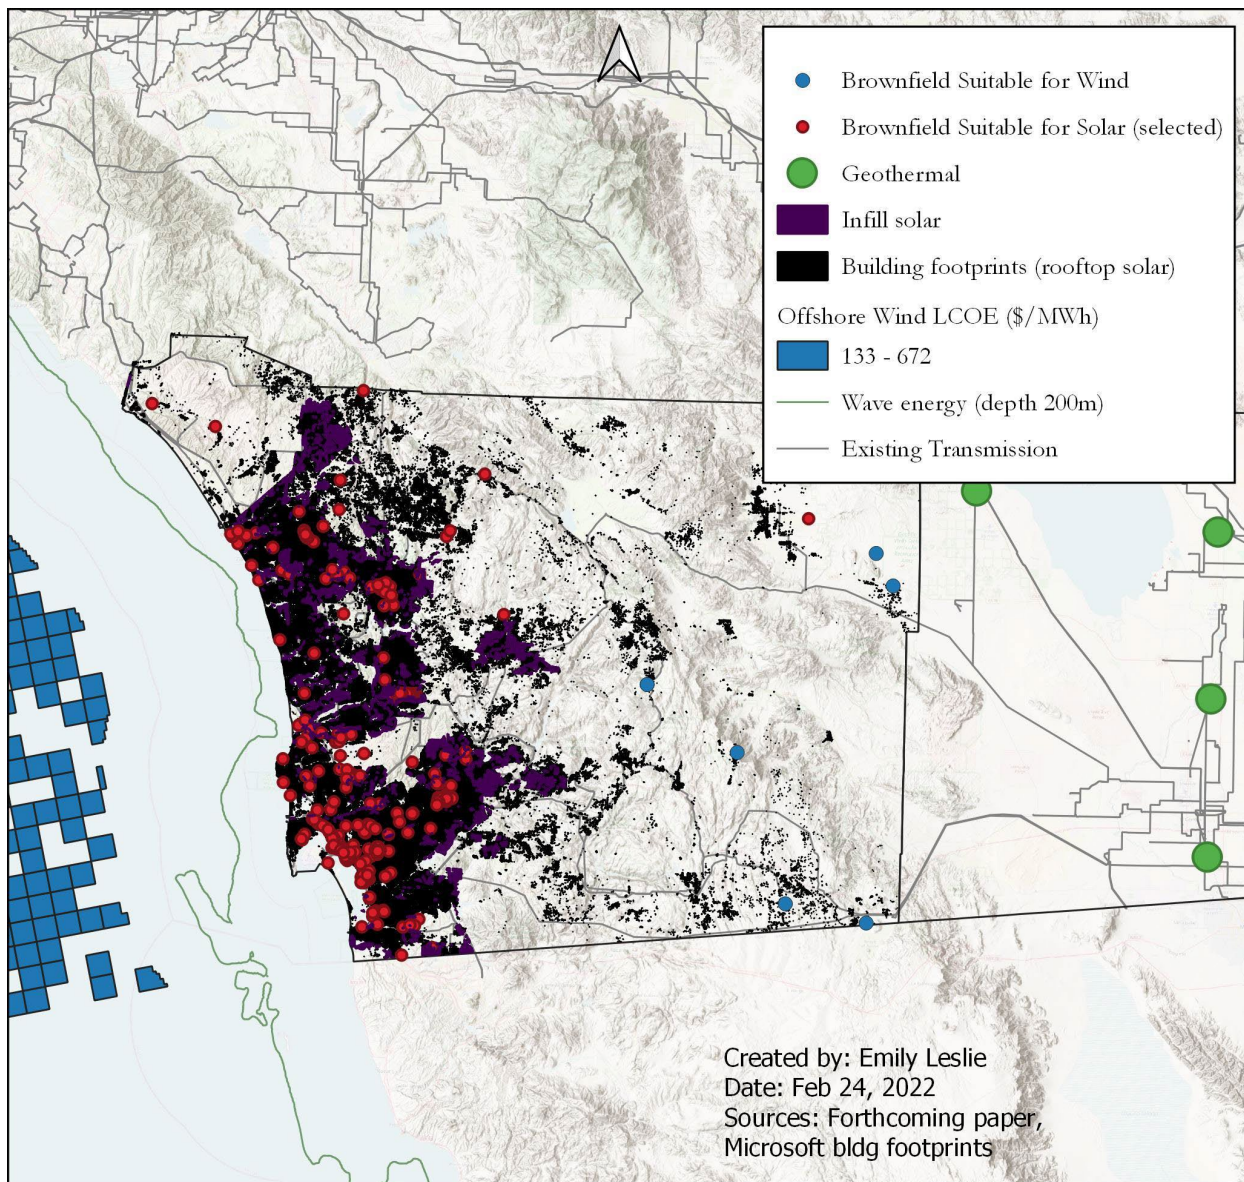 Brownfield Suitable for Wind
Brownfield Suitable for Solar (selected)
Geothermal
Infill solar
Building footprints (rooftop solar)
Offshore Wind LCOE ($/MWh)
133 - 672
Wave energy (depth 200m)
Existing Transmission
Created by: Emily Leslie
Date: Feb 24, 2022
Sources: Forthcoming paper,
Microsoft bldg footprints